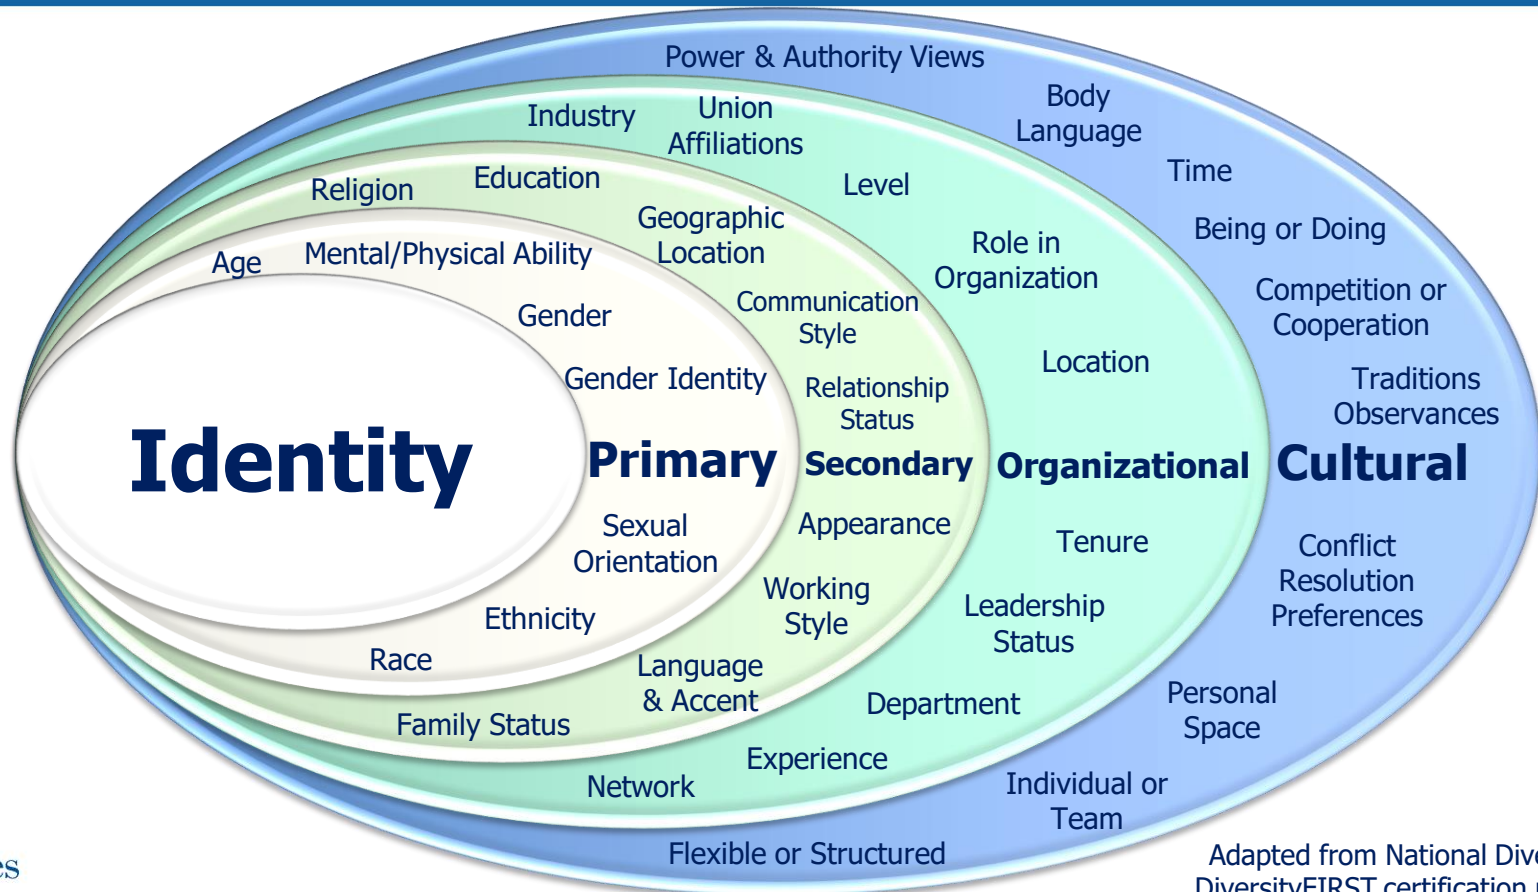 Power & Authority Views
Body
Language
Time
Being or Doing
Competition or
Cooperation
Traditions
Observances
Cultural
Conflict
Resolution
Preferences
Personal
Space
Individual or
Team
Flexible or Structured
Industry
Union
Affiliations
Level
Role in
Organization
Location
Organizational
Tenure
Leadership
Status
Department
Experience
Network
Religion
Education
Geographic
Location
Communication
Style
Relationship
Status
Secondary
Appearance
Working
Style
Language
& Accent
Family Status
Age
Mental/Physical Ability
Gender
Gender Identity
Primary
Sexual
Orientation
Ethnicity
Race
Identity
Adapted from National
DiversityFIRST certification